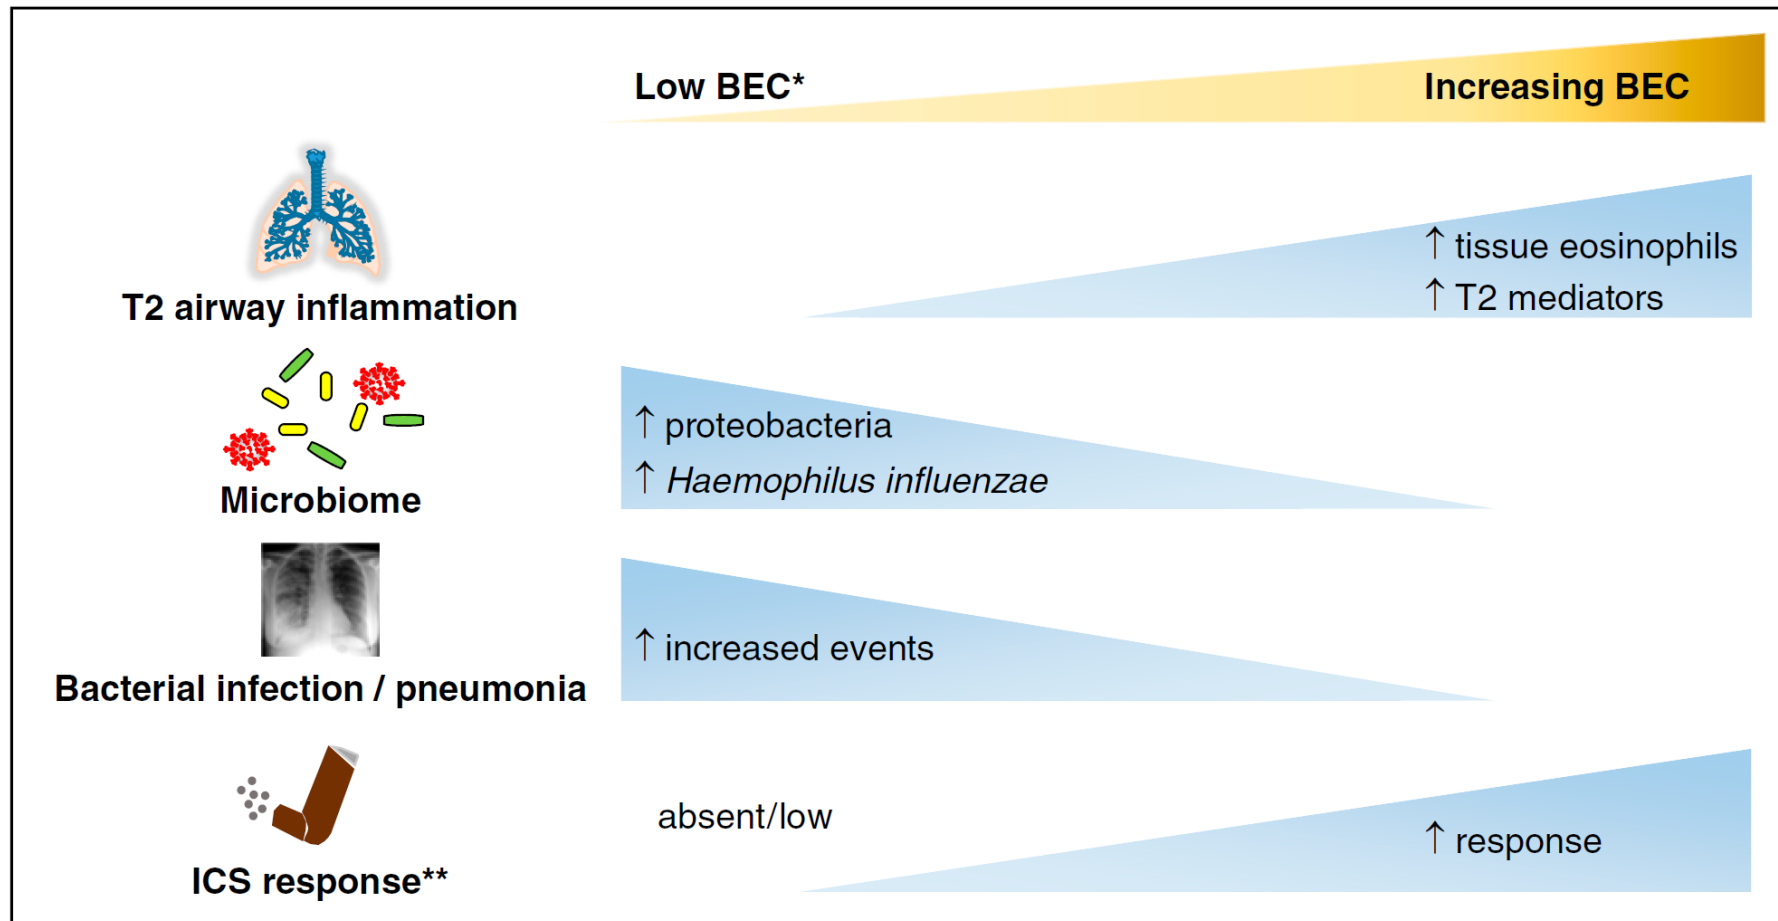 Low BEC*
Increasing BEC
T2 airway inflammation
↑ tissue eosinophils
↑ T2 mediators
Microbiome
↑ proteobacteria
↑ Haemophilus influenzae
Bacterial infection / pneumonia
↑ increased events
ICS response**
absent/low
↑ response